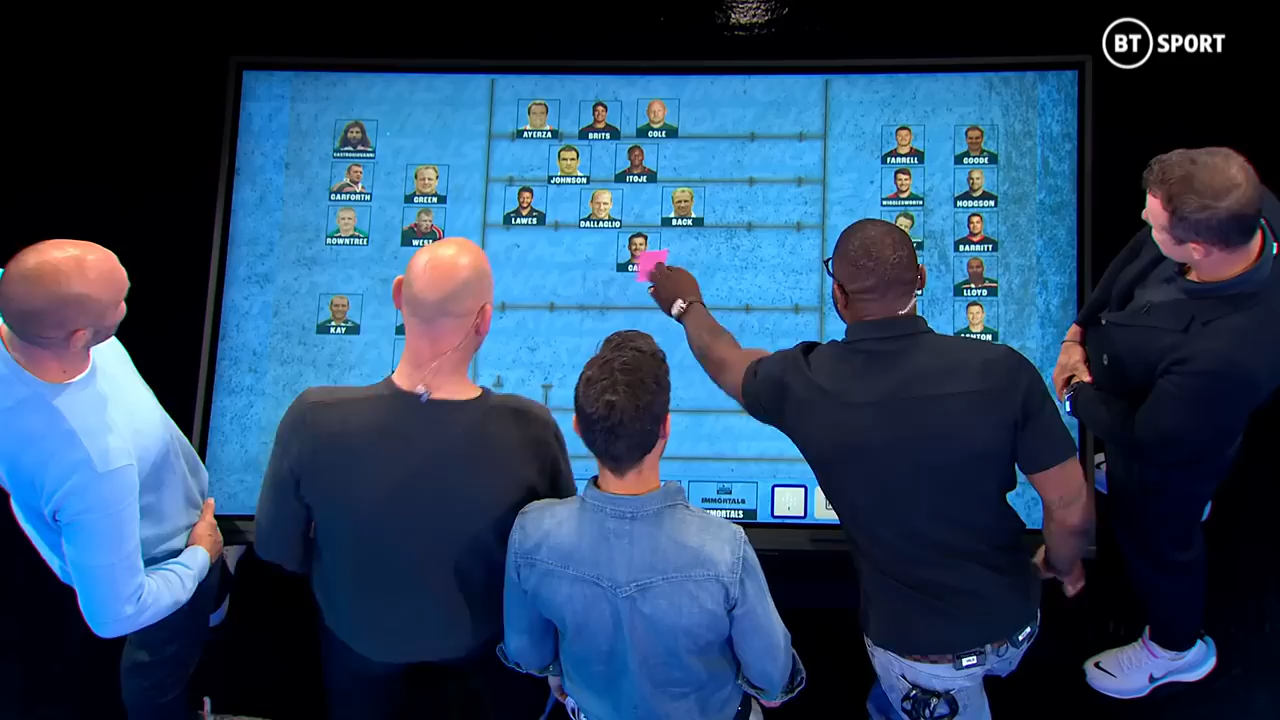 BT SPORT
AYERZA
BRITS
COLE
CASTROGIOVANNI
FARRELL
GOODE
JOHNSON
ITOJE
GARFORTH
GREEN
WIGGLESWORTH
HODGSON
LAWES
DALLAGLIO
BACK
ROWNTREE
WEST
BARRITT
LLOYD
KAY
ASHTON
IMMORTALS